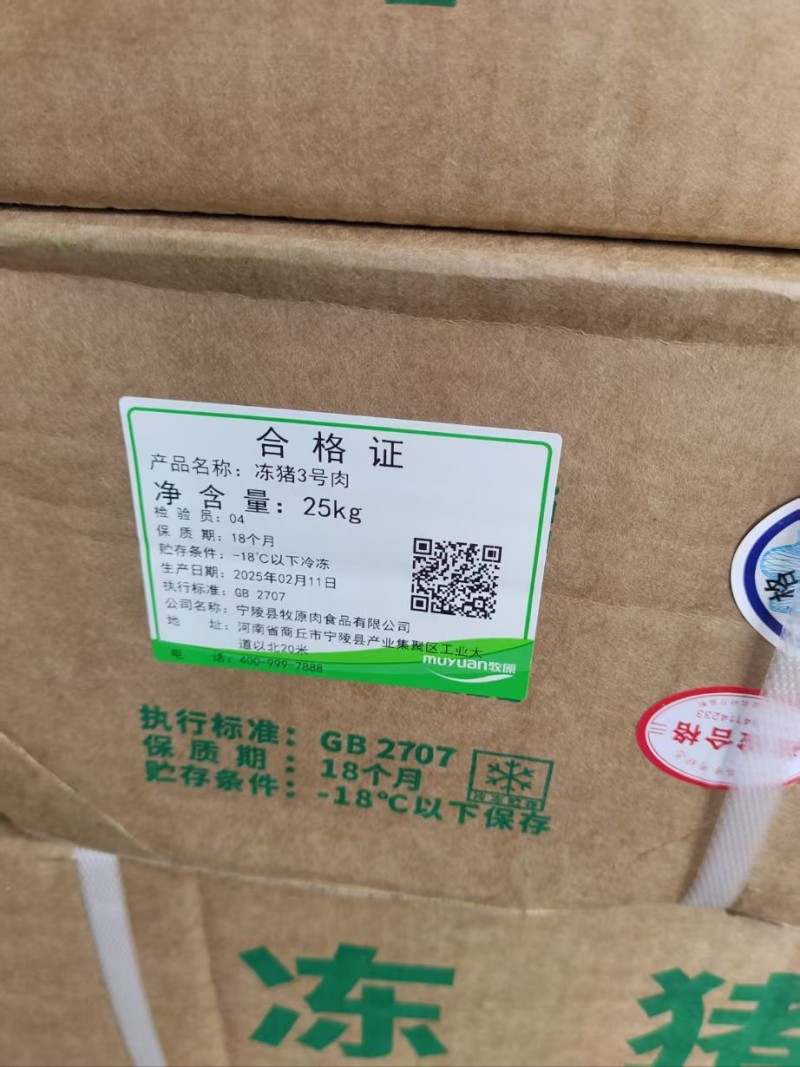 合格证
产品名称：冻猪3号肉
净 含 量：25kg
检 验 员：04
保 质 期：18个月
贮存条件：-18℃以下冷冻
生产日期：2025年02月11日
执行标准：GB 2707
公司名称：宁陵县牧原肉食品有限公司
地 址：河南省商丘市宁陵县产业集聚区工业大
道以北20米
电 话：400-999-7888
muyuan牧原
执行标准：GB 2707
保 质 期：18个月
贮存条件：-18℃以下保存
格
合格
冻猪